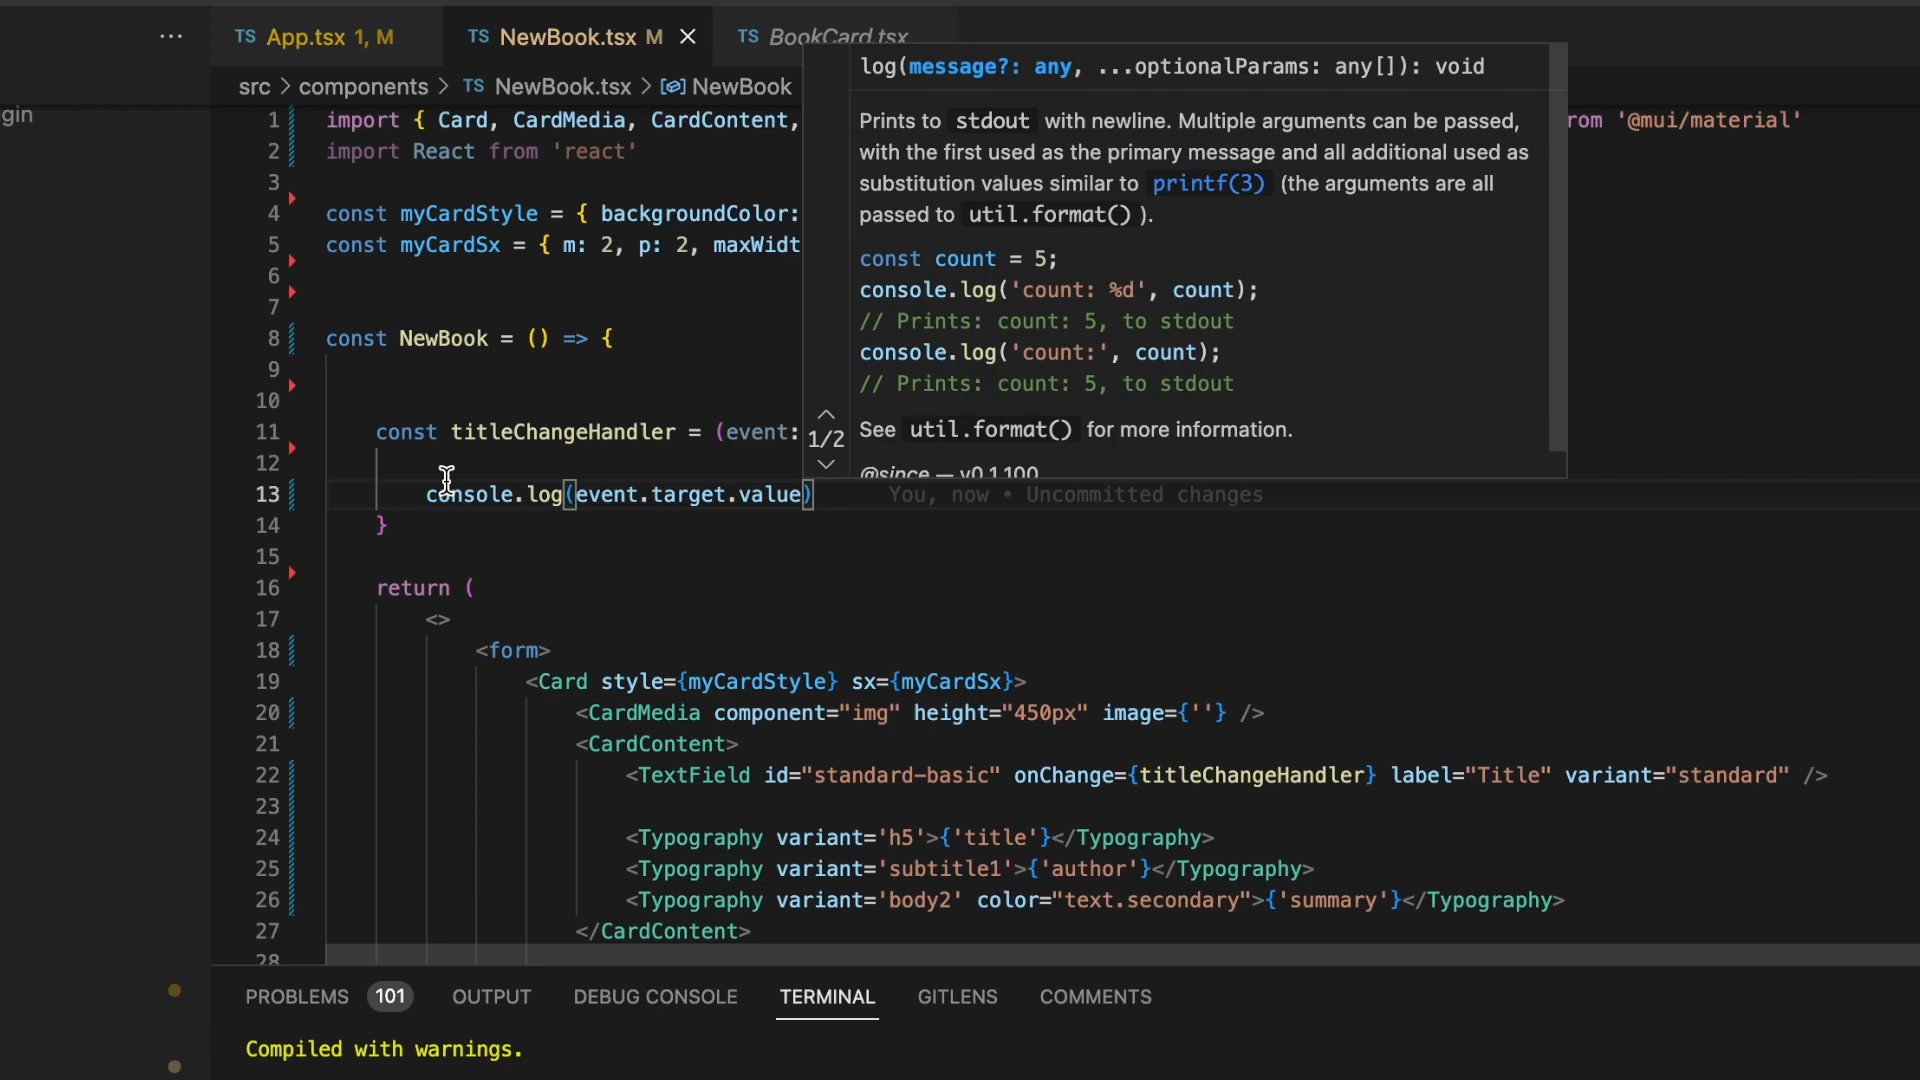 TS App.tsx 1, M TS NewBook.tsx M × TS BookCard.tsx
src > components > TS NewBook.tsx > NewBook
gin
1 import { Card, CardMedia, CardContent,
rom '@mui/material'
2 import React from 'react'
3
4 const myCardStyle = { backgroundColor:
5 const myCardSx = { m: 2, p: 2, maxWidt
6
7
8 const NewBook = () => {
9
10
11 const titleChangeHandler = (event:
12
13 console.log(event.target.value) You, now • Uncommitted changes
14 }
15
16 return (
17 <>
18 <form>
19 <Card style={myCardStyle} sx={myCardSx}>
20 <CardMedia component="img" height="450px" image={''} />
21 <CardContent>
22 <TextField id="standard-basic" onChange={titleChangeHandler} label="Title" variant="standard" />
23
24 <Typography variant='h5'>{'title'}</Typography>
25 <Typography variant='subtitle1'>{'author'}</Typography>
26 <Typography variant='body2' color="text.secondary">{'summary'}</Typography>
27 </CardContent>
28
log(message?: any, ...optionalParams: any[]): void
Prints to stdout with newline. Multiple arguments can be passed,
with the first used as the primary message and all additional used as
substitution values similar to printf(3) (the arguments are all
passed to util.format() ).
const count = 5;
console.log('count: %d', count);
// Prints: count: 5, to stdout
console.log('count:', count);
// Prints: count: 5, to stdout
1/2
See util.format() for more information.
@since — v0.1.100
PROBLEMS 101 OUTPUT DEBUG CONSOLE TERMINAL GITLENS COMMENTS
Compiled with warnings.